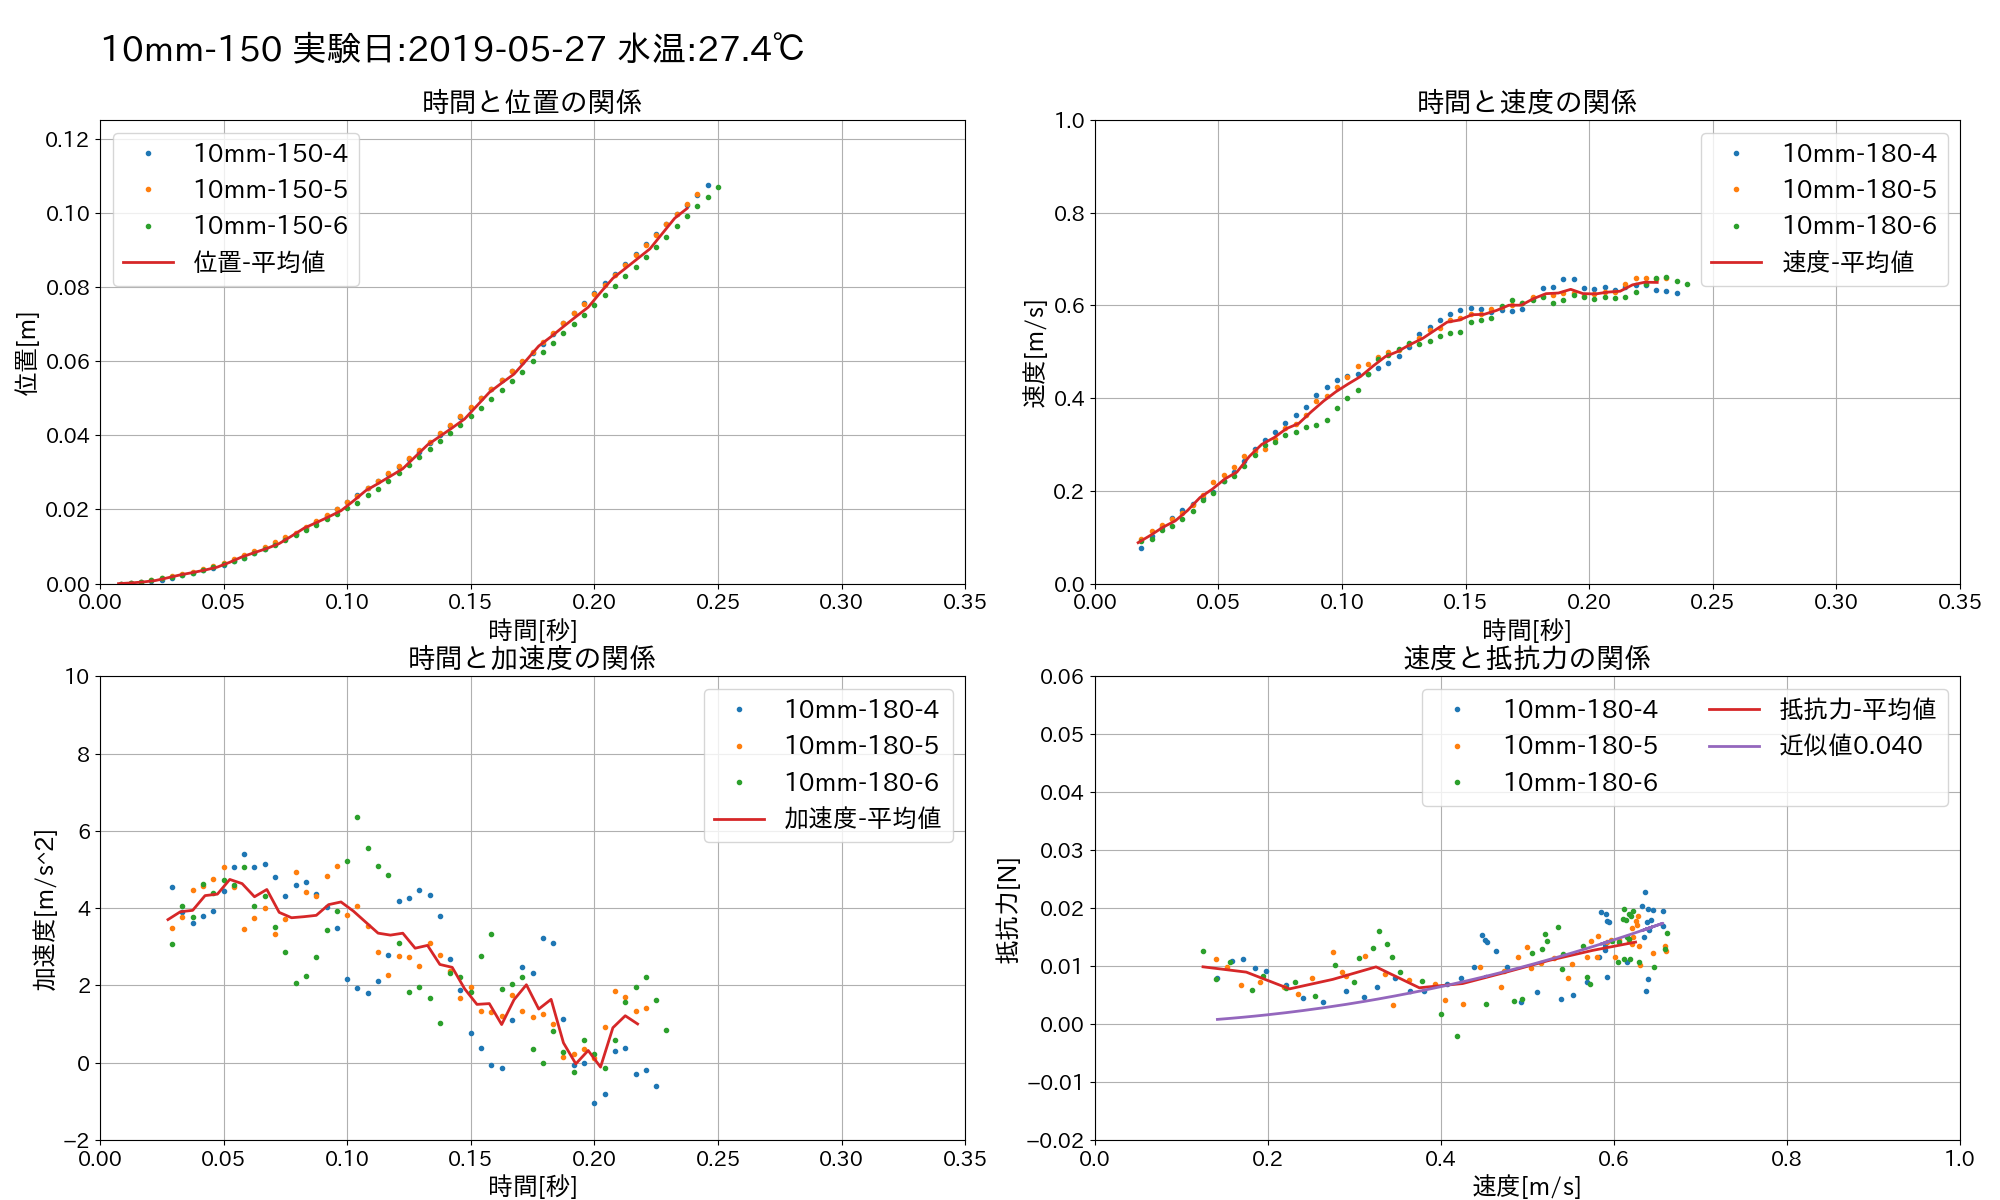 10mm-150 実験日:2019-05-27 水温:27.4℃
時間と位置の関係
位置[m]
0.12
0.10
0.08
0.06
0.04
0.02
0.00
10mm-150-4
10mm-150-5
10mm-150-6
位置-平均値
0.00 0.05 0.10 0.15 0.20 0.25 0.30 0.35
時間[秒]
時間と速度の関係
速度[m/s]
1.0
0.8
0.6
0.4
0.2
0.0
10mm-180-4
10mm-180-5
10mm-180-6
速度-平均値
0.00 0.05 0.10 0.15 0.20 0.25 0.30 0.35
時間[秒]
時間と加速度の関係
加速度[m/s^2]
10
8
6
4
2
0
−2
10mm-180-4
10mm-180-5
10mm-180-6
加速度-平均値
0.00 0.05 0.10 0.15 0.20 0.25 0.30 0.35
時間[秒]
速度と抵抗力の関係
抵抗力[N]
0.06
0.05
0.04
0.03
0.02
0.01
0.00
−0.01
−0.02
10mm-180-4
10mm-180-5
10mm-180-6
抵抗力-平均値
近似値0.040
0.0 0.2 0.4 0.6 0.8 1.0
速度[m/s]